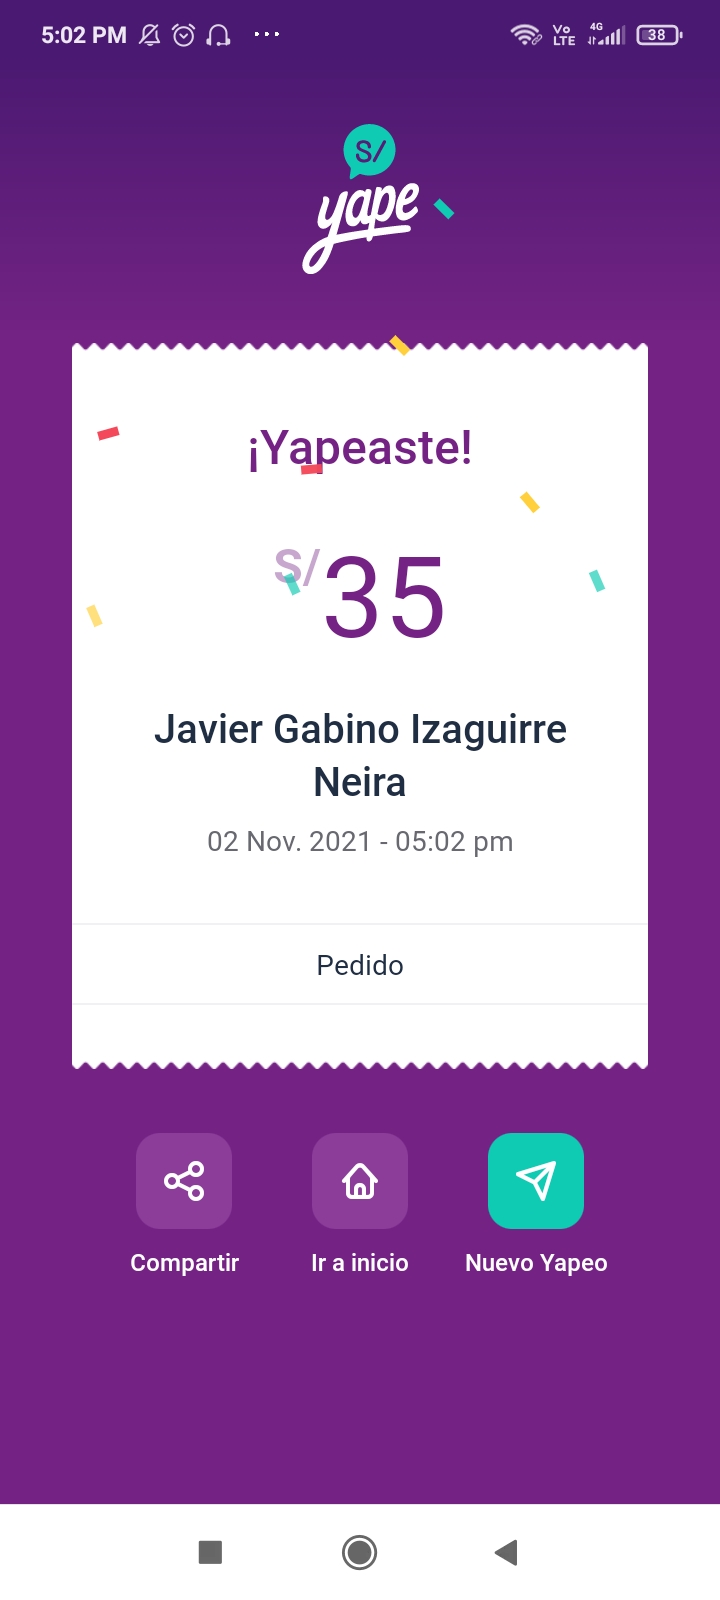 5:02 PM
Vo LTE
4G
38
S/
yape
¡Yapeaste!
S/35
Javier Gabino Izaguirre
Neira
02 Nov. 2021 - 05:02 pm
Pedido
Compartir
Ir a inicio
Nuevo Yapeo